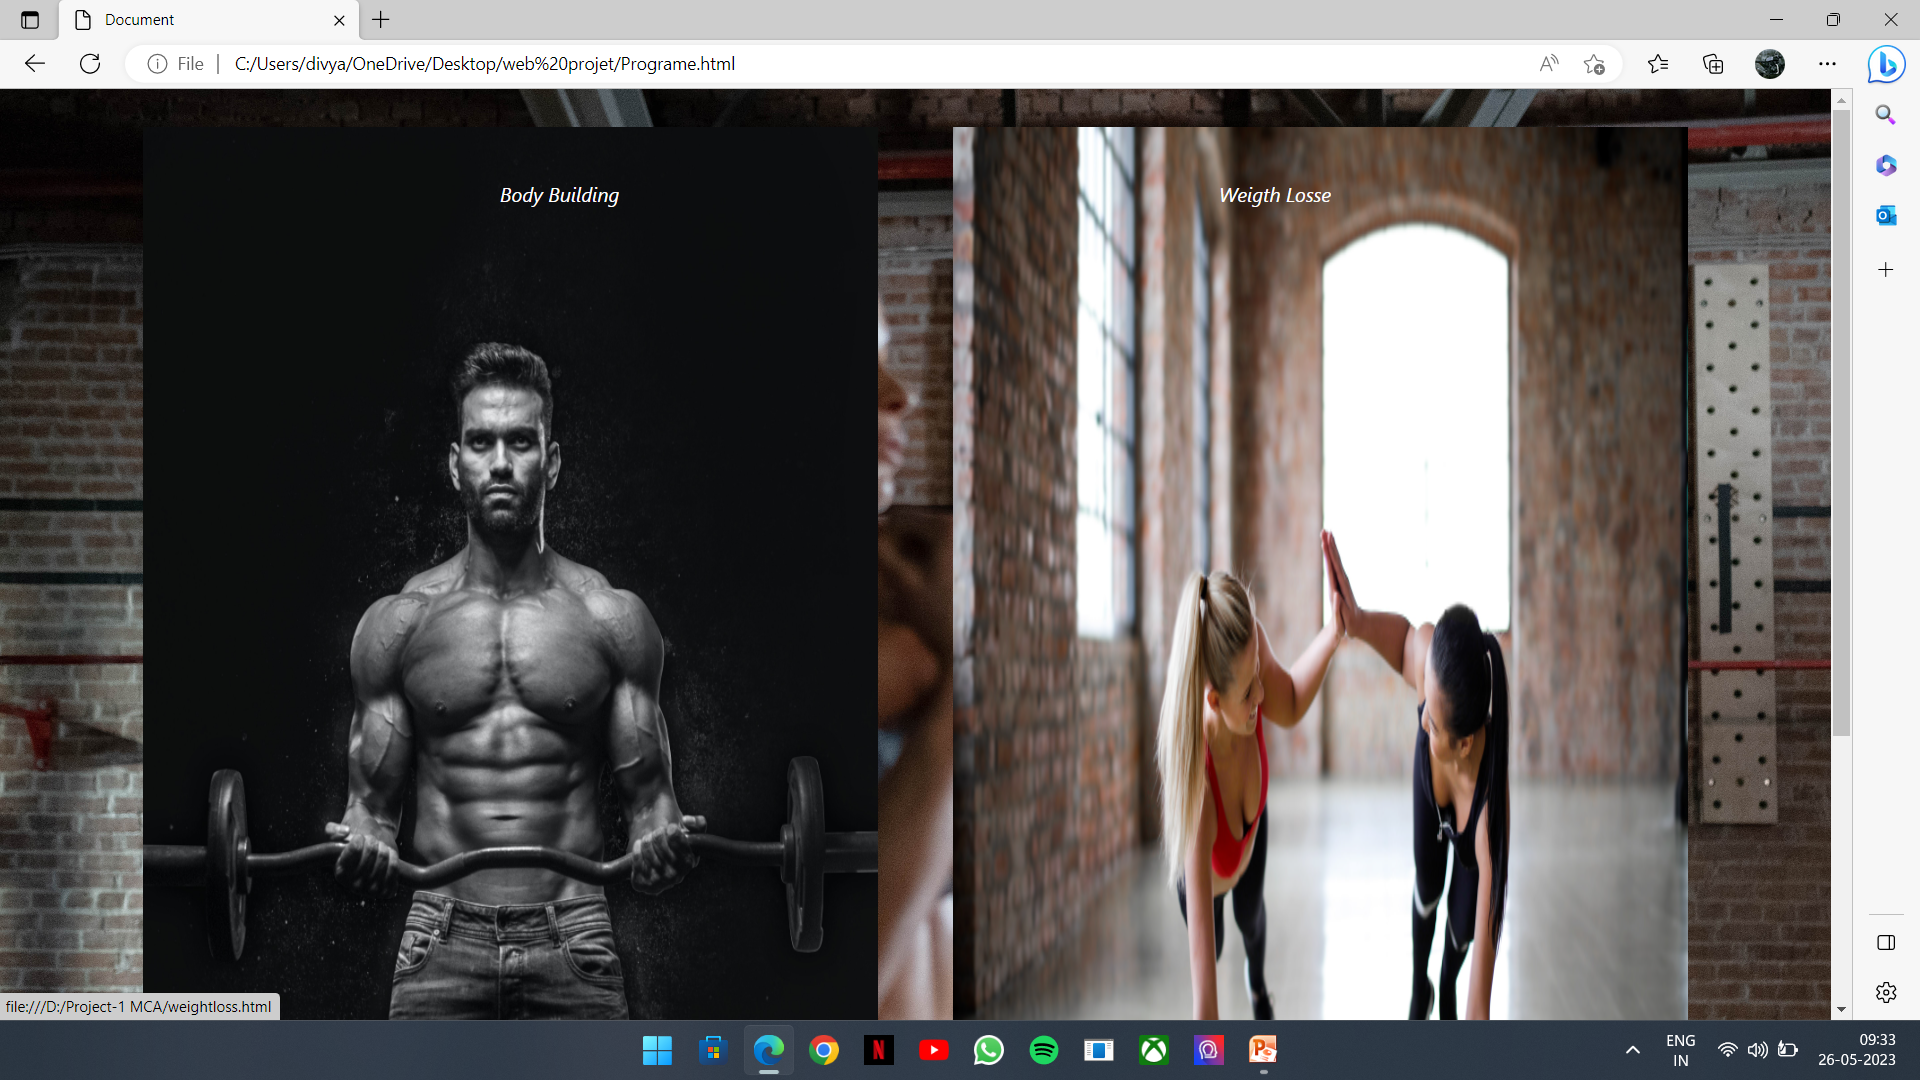 Document
File
C:/Users/divya/OneDrive/Desktop/web%20projet/Programe.html
Body Building
Weigth Losse
file:///D:/Project-1 MCA/weightloss.html
ENG
IN
09:33
26-05-2023